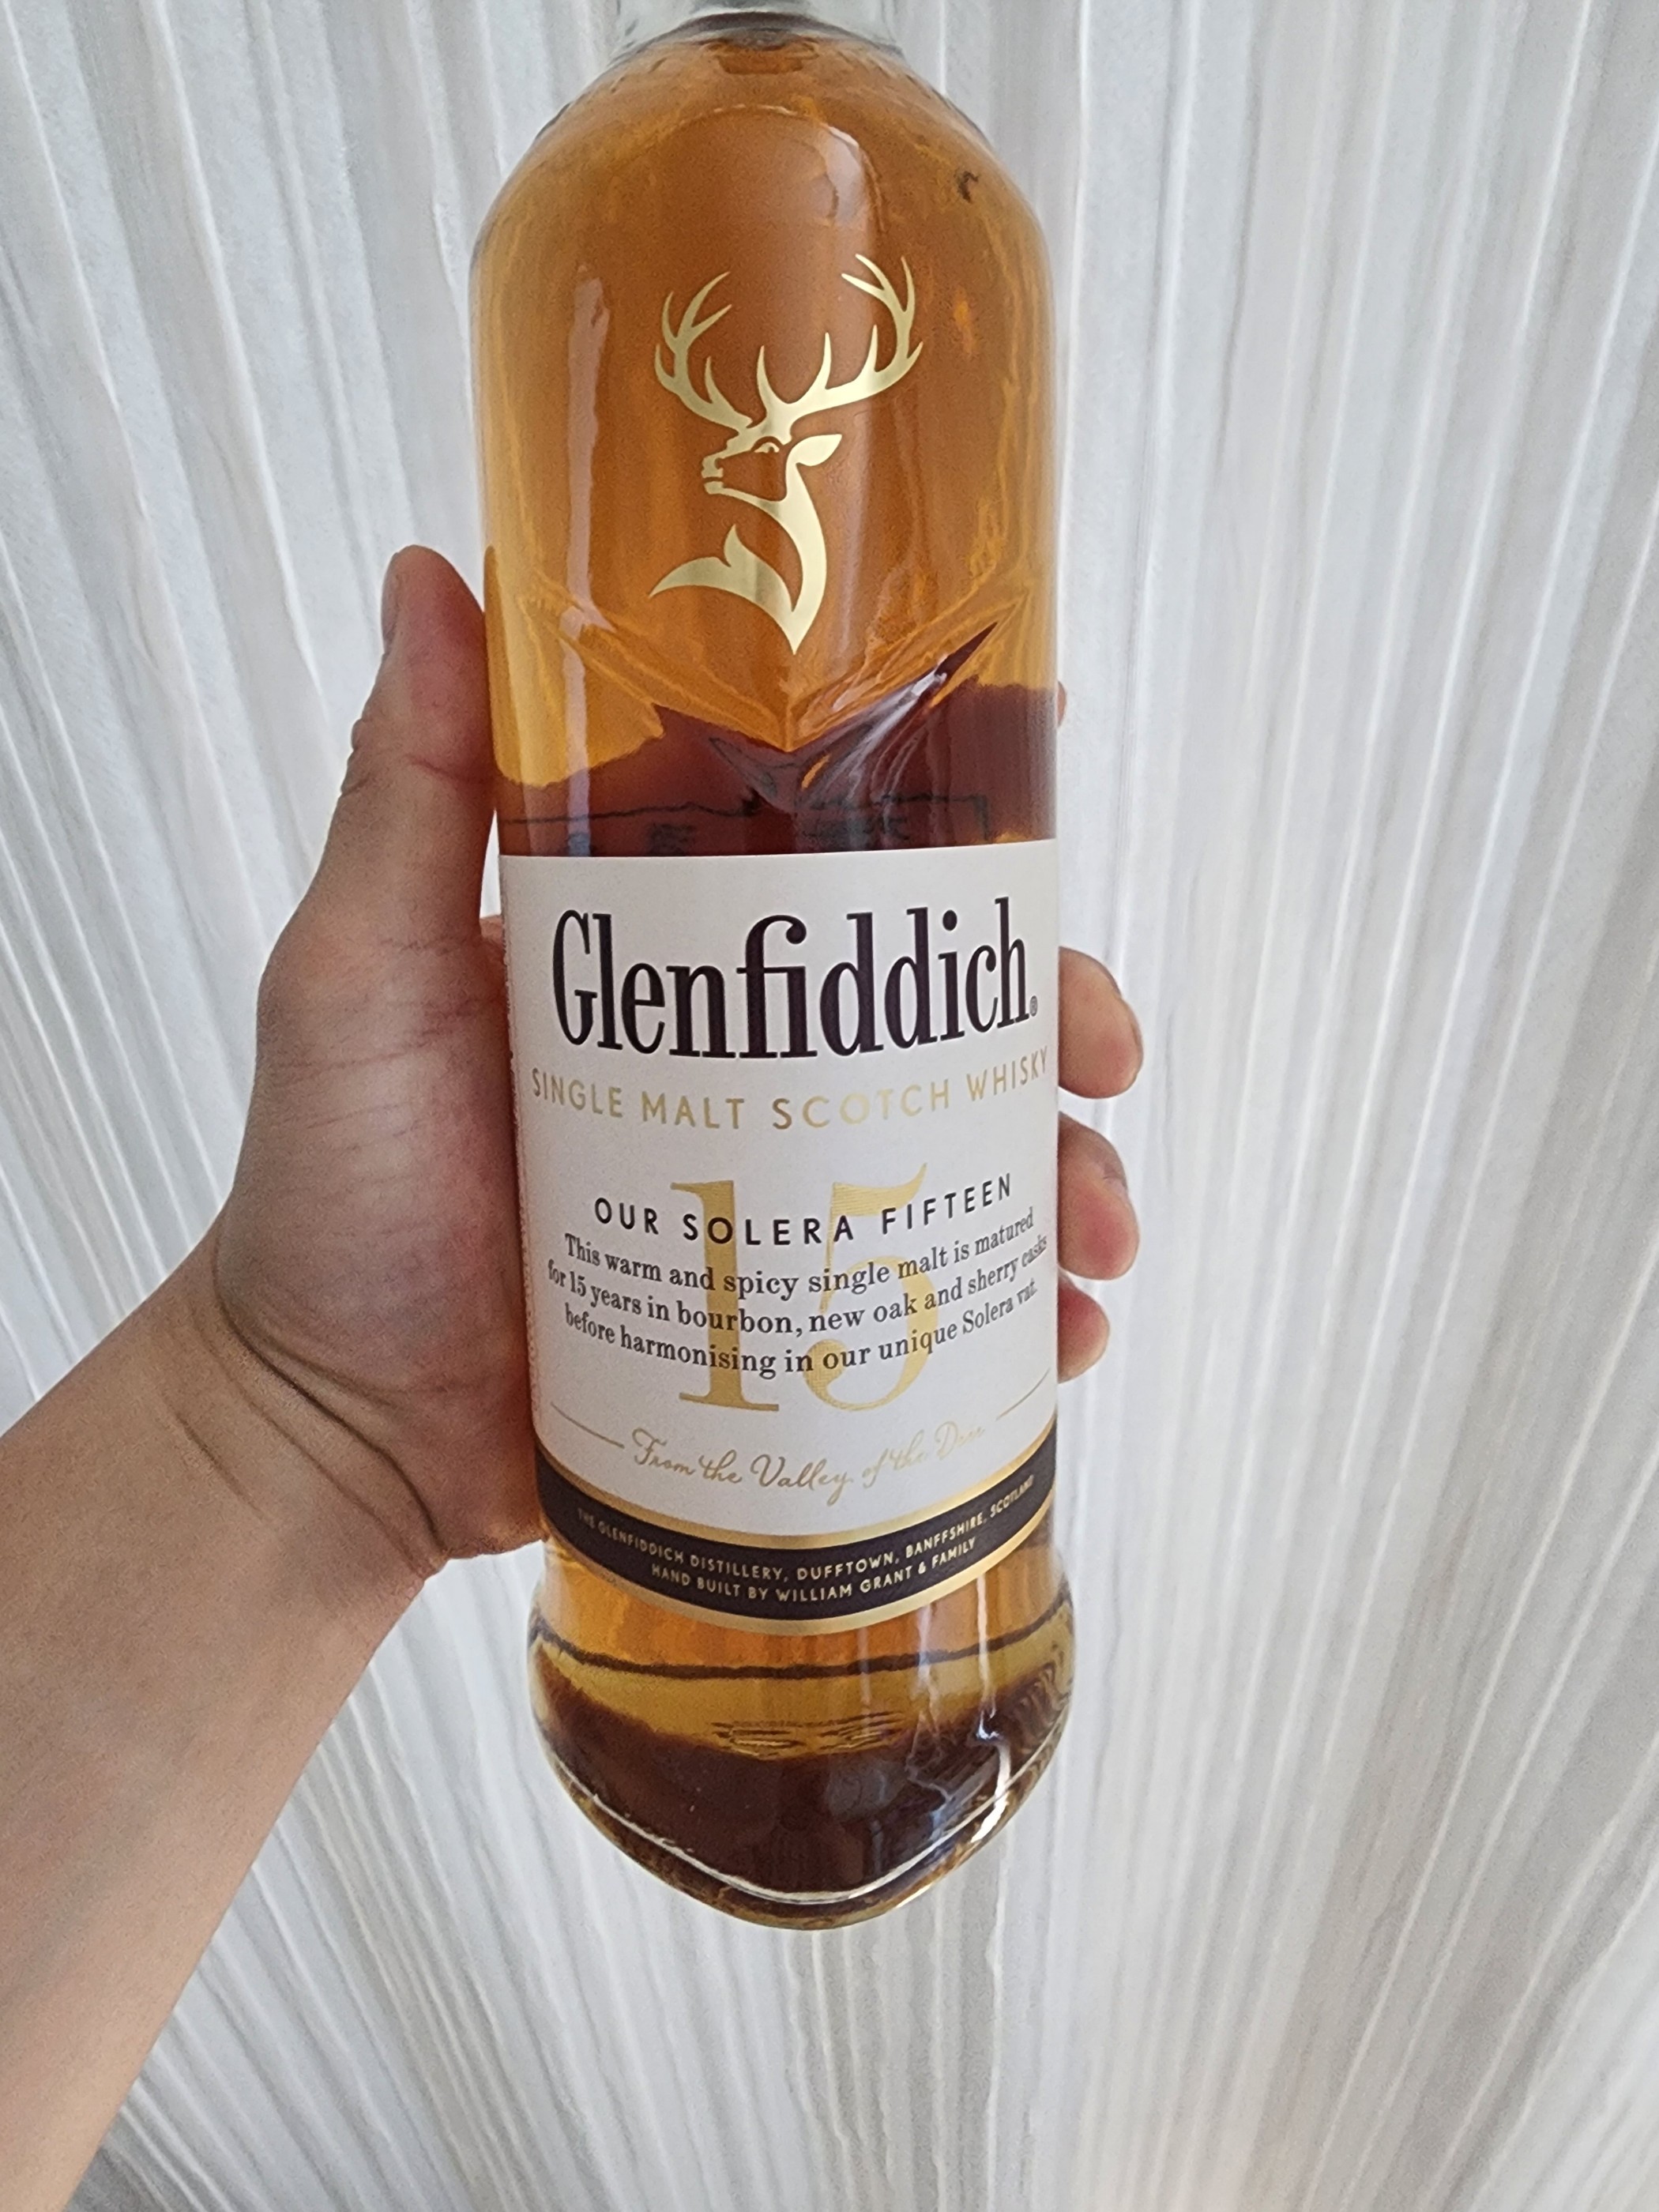 Glenfiddich®
SINGLE MALT SCOTCH WHISKY
15
OUR SOLERA FIFTEEN
This warm and spicy single malt is matured
for 15 years in bourbon, new oak and sherry casks
before harmonising in our unique Solera vat.
From the Valley of the Deer
THE GLENFIDDICH DISTILLERY, DUFFTOWN, BANFFSHIRE, SCOTLAND
HAND BUILT BY WILLIAM GRANT & FAMILY